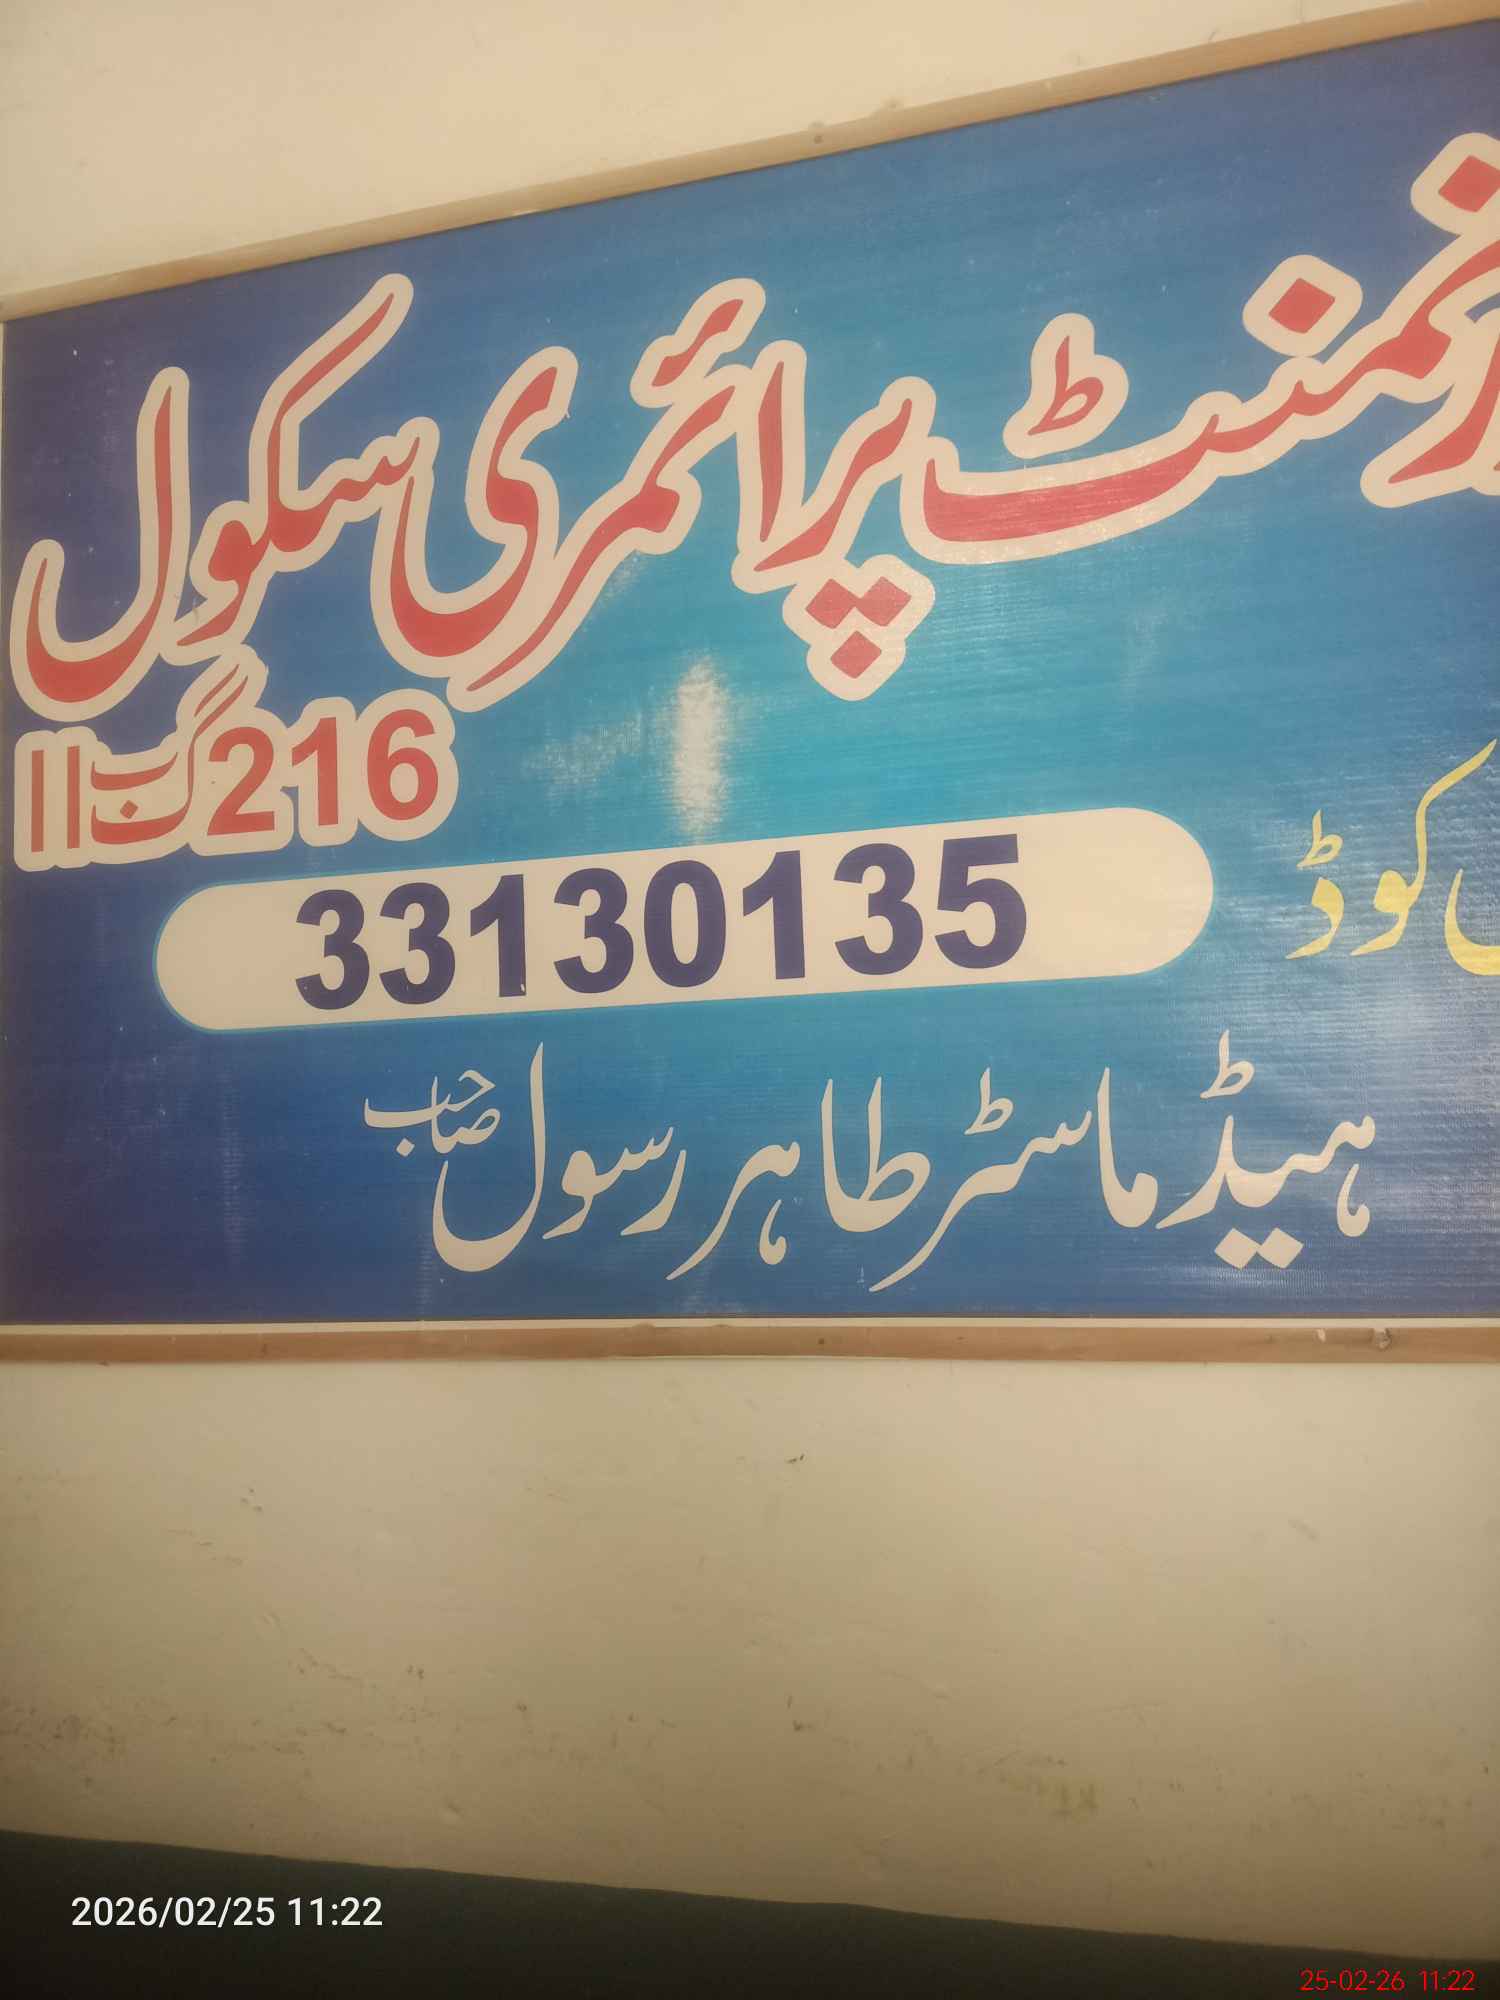 گورنمنٹ پرائمری سکول
216 گ ب II
کوڈ 33130135
ہیڈ ماسٹر طاہر رسول صاحب
2026/02/25 11:22
25-02-26 11:22